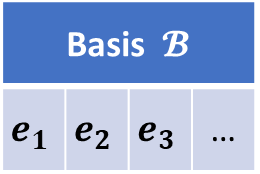 Basis ℬ
e₁ e₂ e₃ ...